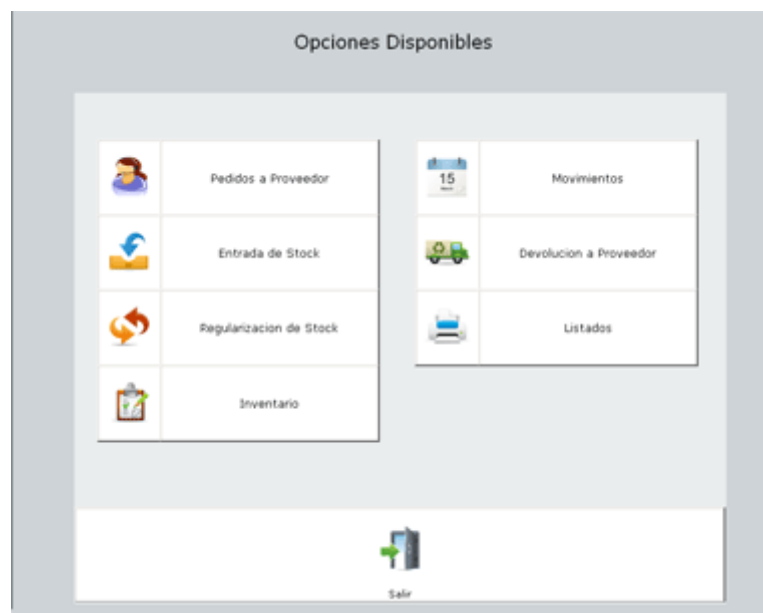 Opciones Disponibles
Pedidos a Proveedor
Entrada de Stock
Regularizacion de Stock
Inventario
15
Movimientos
Devolucion a Proveedor
Listados
Salir